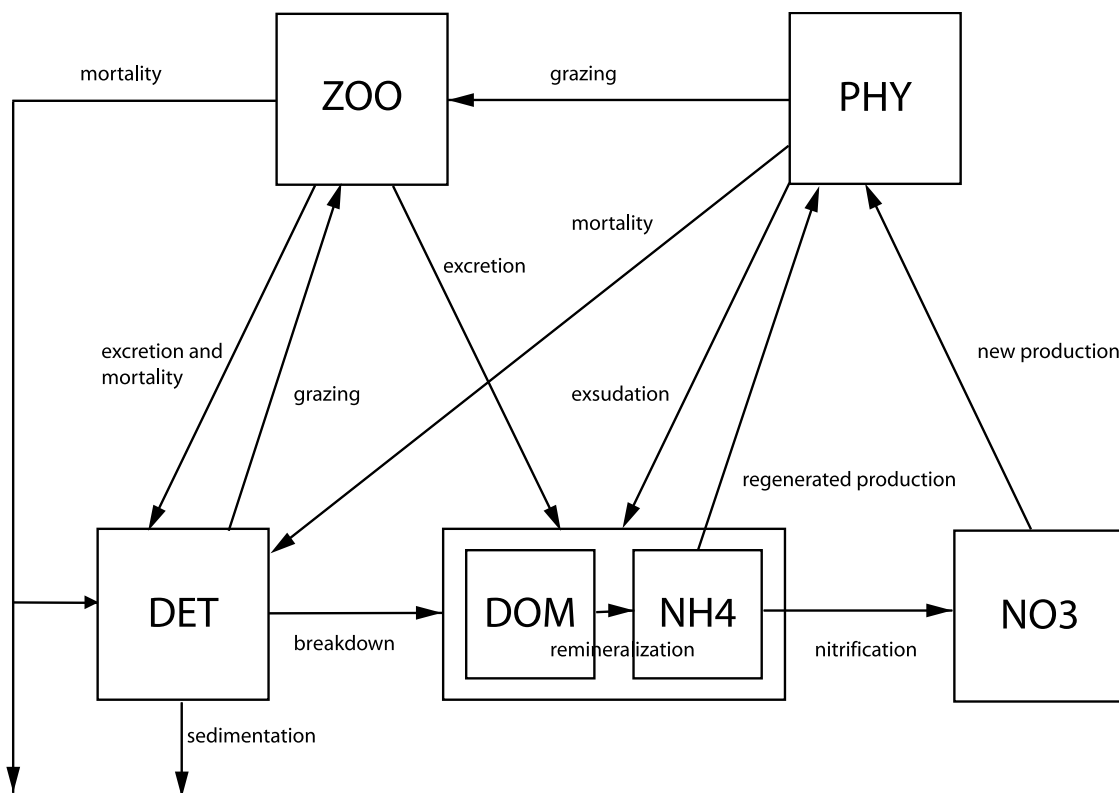 mortality
grazing
ZOO
PHY
mortality
excretion
excretion and
mortality
grazing
exsudation
new production
regenerated production
DET
DOM
NH4
NO3
breakdown
remineralization
nitrification
sedimentation